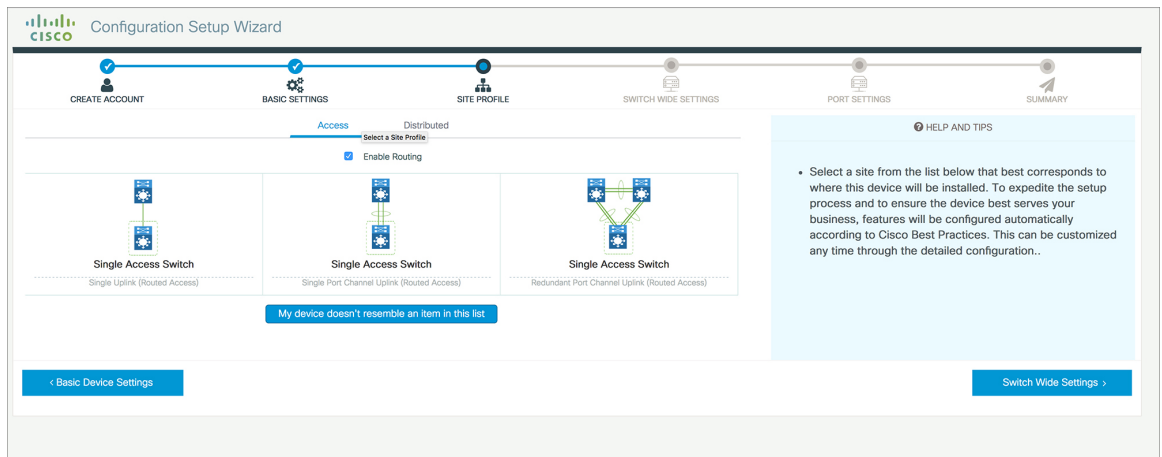 CISCO
Configuration Setup Wizard
CREATE ACCOUNT
BASIC SETTINGS
SITE PROFILE
SWITCH WIDE SETTINGS
PORT SETTINGS
SUMMARY
Access
Distributed
Select a Site Profile
Enable Routing
Single Access Switch
Single Uplink (Routed Access)
Single Access Switch
Single Port Channel Uplink (Routed Access)
Single Access Switch
Redundant Port Channel Uplink (Routed Access)
My device doesn't resemble an item in this list
HELP AND TIPS
• Select a site from the list below that best corresponds to
where this device will be installed. To expedite the setup
process and to ensure the device best serves your
business, features will be configured automatically
according to Cisco Best Practices. This can be customized
any time through the detailed configuration..
‹ Basic Device Settings
Switch Wide Settings ›